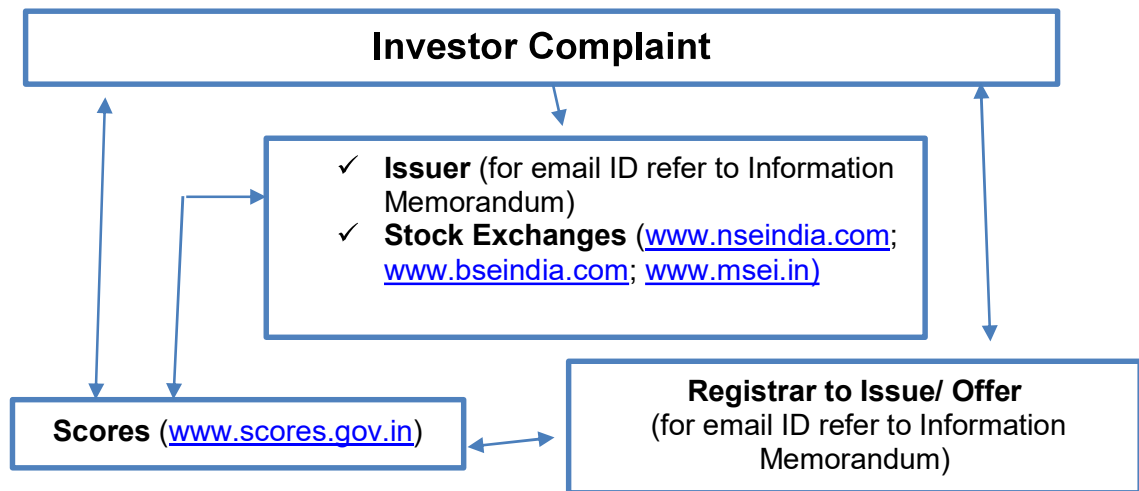 Investor Complaint
✓ Issuer (for email ID refer to Information
Memorandum)
✓ Stock Exchanges (www.nseindia.com;
www.bseindia.com; www.msei.in)
Registrar to Issue/ Offer
(for email ID refer to Information
Memorandum)
Scores (www.scores.gov.in)